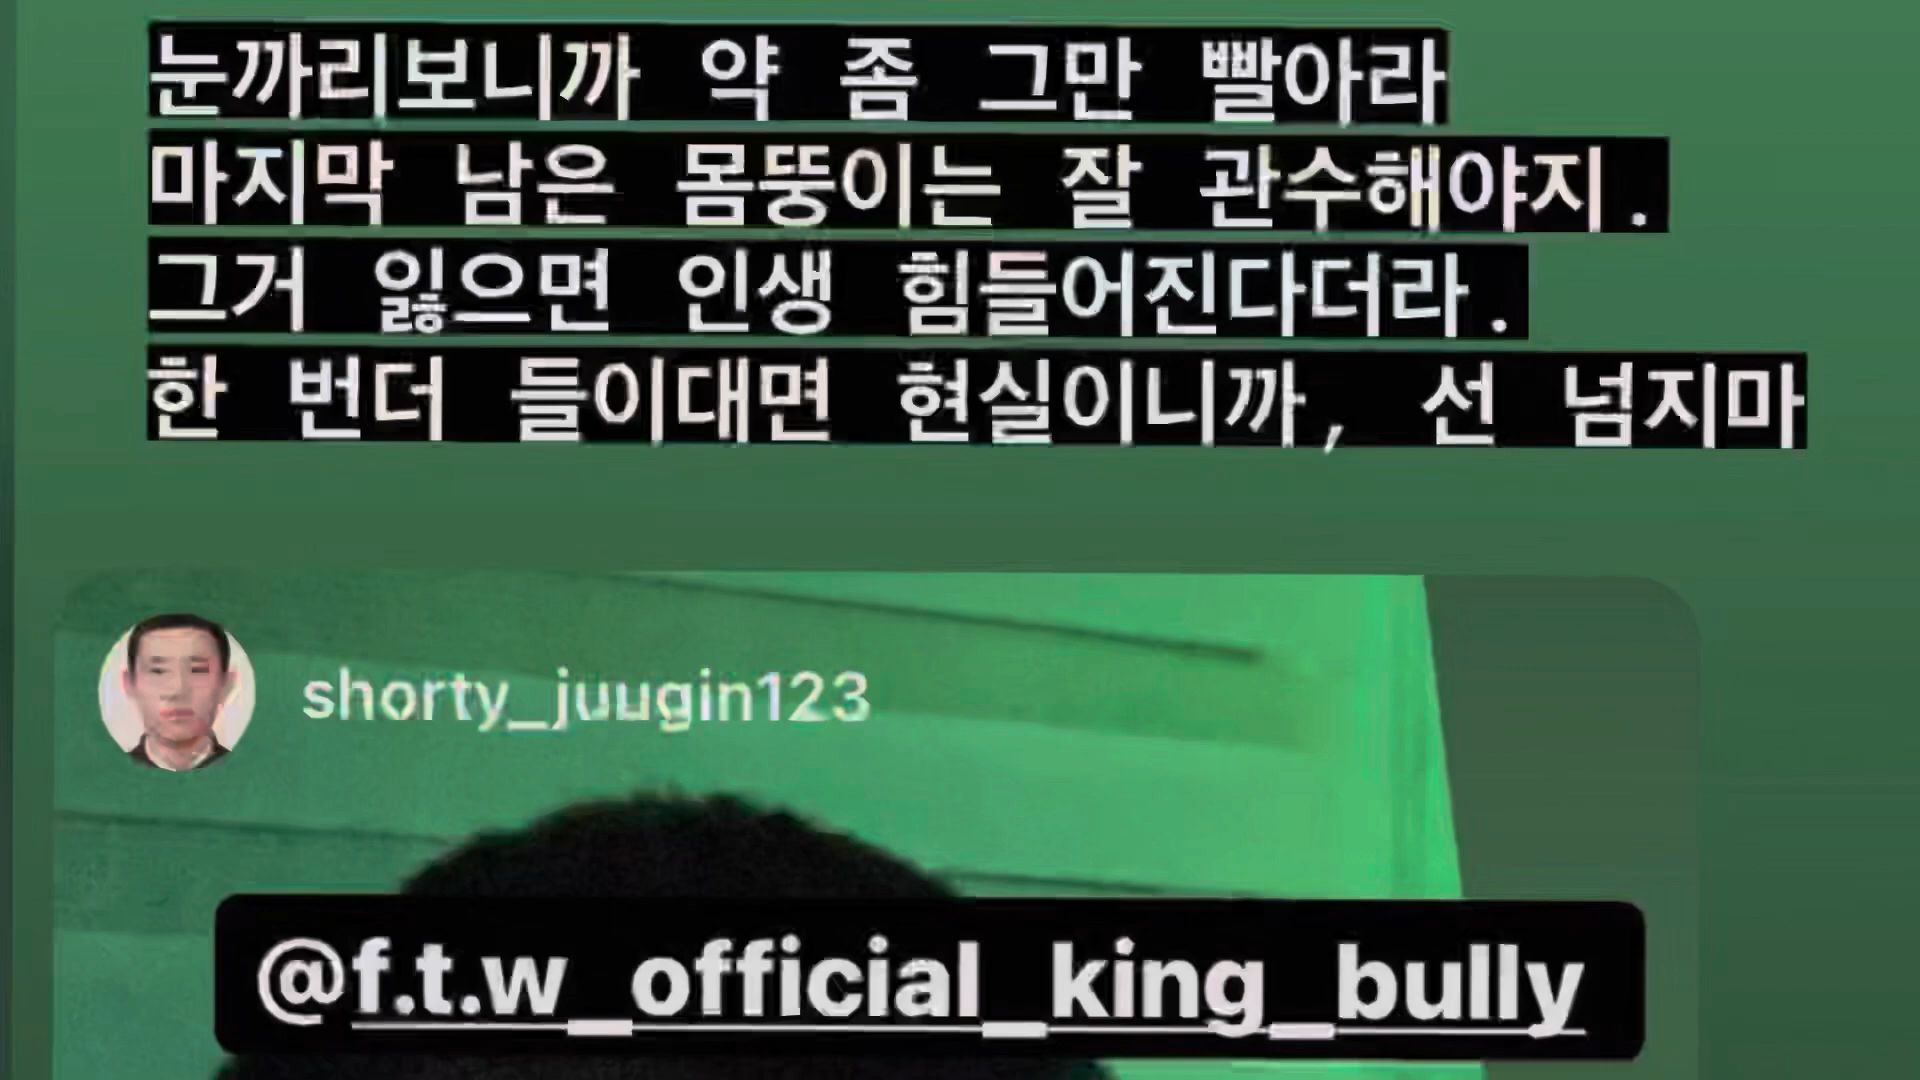 눈까리보니까 약 좀 그만 빨아라
마지막 남은 몸뚱이는 잘 관수해야지.
그거 잃으면 인생 힘들어진다더라.
한 번더 들이대면 현실이니까, 선 넘지마
shorty_juugin123
@f.t.w_official_king_bully